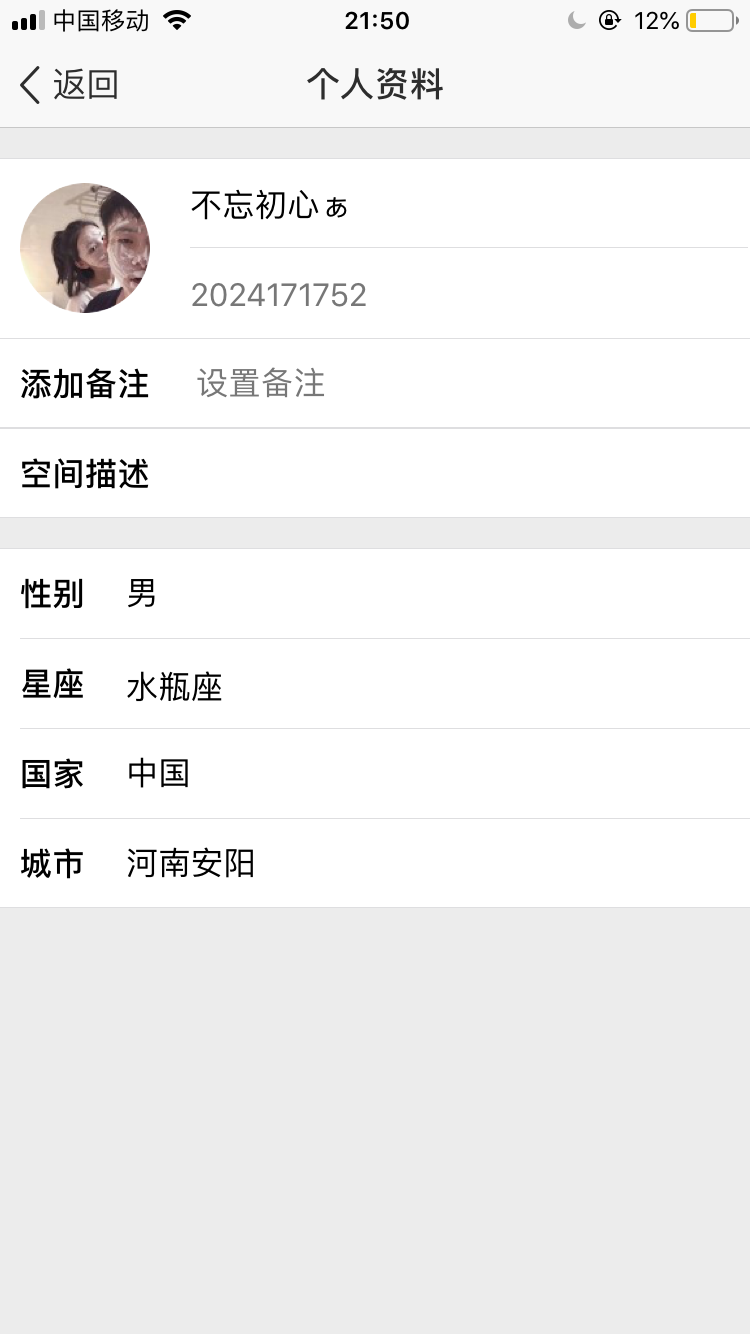 中国移动 21:50 12%
返回 个人资料
不忘初心ぁ
2024171752
添加备注 设置备注
空间描述
性别 男
星座 水瓶座
国家 中国
城市 河南安阳